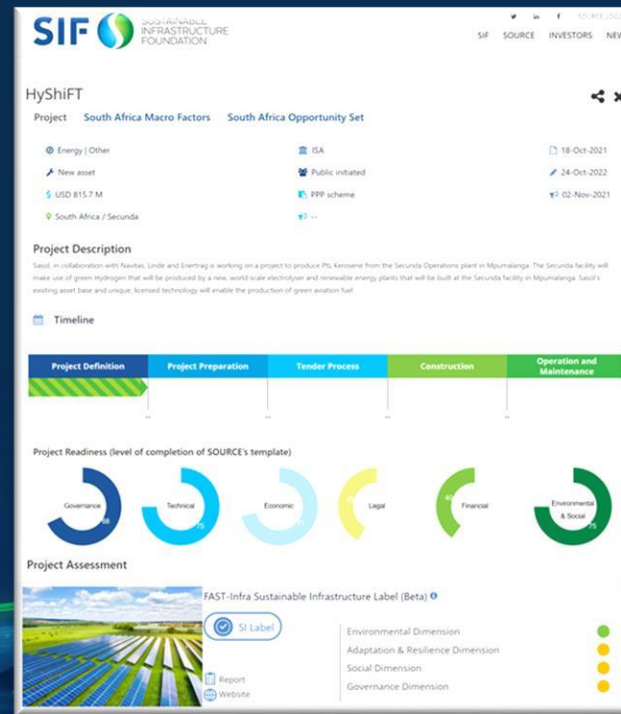 SIF
SUSTAINABLE
INFRASTRUCTURE
FOUNDATION
SIF SOURCE INVESTORS NEW
HyShiFT
Project South Africa Macro Factors South Africa Opportunity Set
Energy | Other ISA 18-Oct-2021
New asset Public initiated 24-Oct-2022
USD 815.7 M PPP scheme 02-Nov-2021
South Africa / Secunda --
Project Description
Sasol, in collaboration with Navitas, Linde and Enertrag is working on a project to produce PtL Kerosene from the Secunda Operations plant in Mpumalanga. The Secunda facility will
make use of green Hydrogen that will be produced by a new, world scale electrolyser and renewable energy plants that will be built at the Secunda facility in Mpumalanga. Sasol's
existing asset base and unique, licensed technology will enable the production of green aviation fuel
Timeline
Project Definition Project Preparation Tender Process Construction Operation and Maintenance
-- -- -- --
Project Readiness (level of completion of SOURCE's template)
Governance Technical Economic Legal Financial Environmental & Social
68 75 71 40 75
Project Assessment
FAST-Infra Sustainable Infrastructure Label (Beta)
SI Label
Environmental Dimension
Adaptation & Resilience Dimension
Social Dimension
Governance Dimension
Report
Website